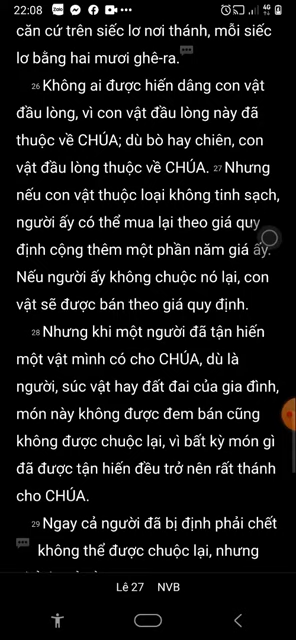 22:08
Zalo
4G
căn cứ trên siếc lơ nơi thánh, mỗi siếc
lơ bằng hai mươi ghê-ra.
26 Không ai được hiến dâng con vật
đầu lòng, vì con vật đầu lòng này đã
thuộc về CHÚA; dù bò hay chiên, con
vật đầu lòng thuộc về CHÚA. 27 Nhưng
nếu con vật thuộc loại không tinh sạch,
người ấy có thể mua lại theo giá quy
định cộng thêm một phần năm giá ấy.
Nếu người ấy không chuộc nó lại, con
vật sẽ được bán theo giá quy định.
28 Nhưng khi một người đã tận hiến
một vật mình có cho CHÚA, dù là
người, súc vật hay đất đai của gia đình,
món này không được đem bán cũng
không được chuộc lại, vì bất kỳ món gì
đã được tận hiến đều trở nên rất thánh
cho CHÚA.
29 Ngay cả người đã bị định phải chết
không thể được chuộc lại, nhưng
Lê 27 NVB